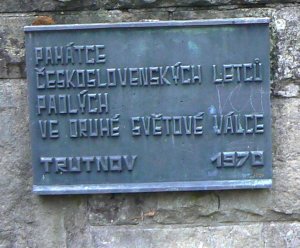 PAMÁTCE
ČESKOSLOVENSKÝCH LETCŮ
PADLÝCH
VE DRUHÉ SVĚTOVÉ VÁLCE
TRUTNOV 1970